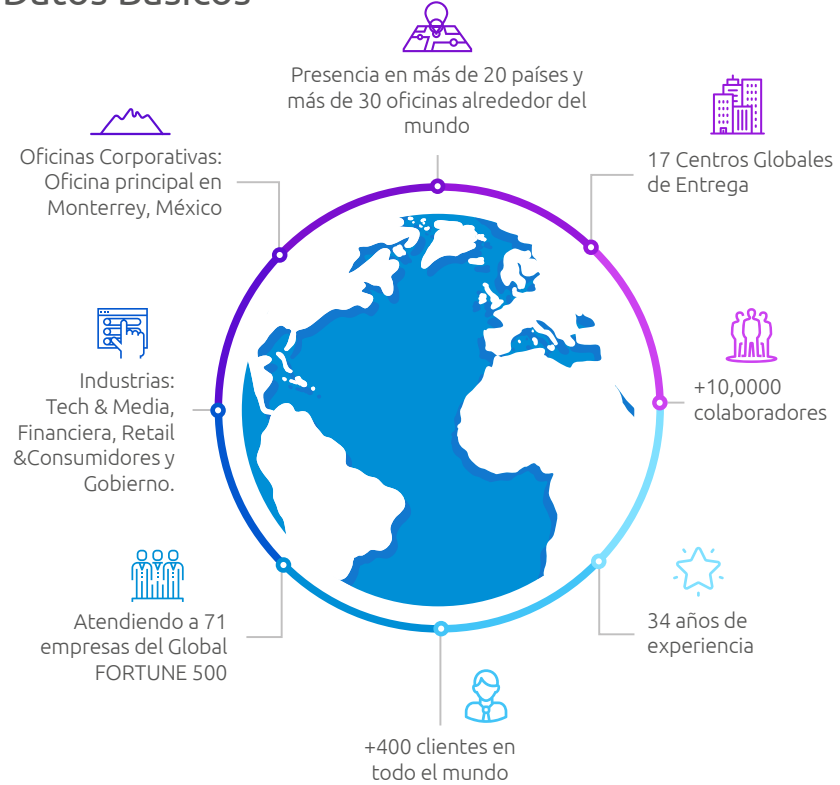 Datos Básicos
Presencia en más de 20 países y
más de 30 oficinas alrededor del
mundo
17 Centros Globales
de Entrega
Oficinas Corporativas:
Oficina principal en
Monterrey, México
+10,0000
colaboradores
Industrias:
Tech & Media,
Financiera, Retail
&Consumidores y
Gobierno.
34 años de
experiencia
Atendiendo a 71
empresas del Global
FORTUNE 500
+400 clientes en
todo el mundo